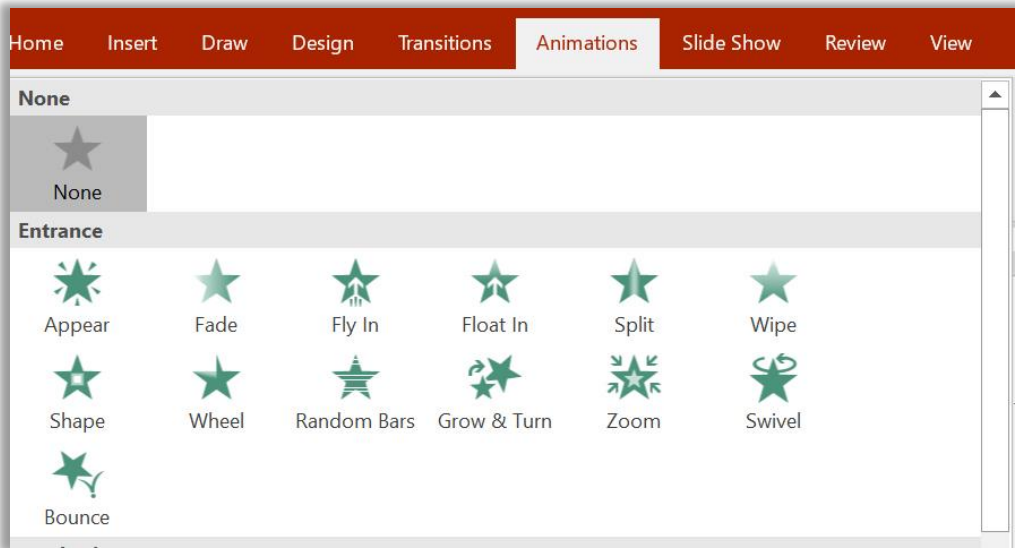 Home Insert Draw Design Transitions Animations Slide Show Review View
None
None
Entrance
Appear Fade Fly In Float In Split Wipe
Shape Wheel Random Bars Grow & Turn Zoom Swivel
Bounce